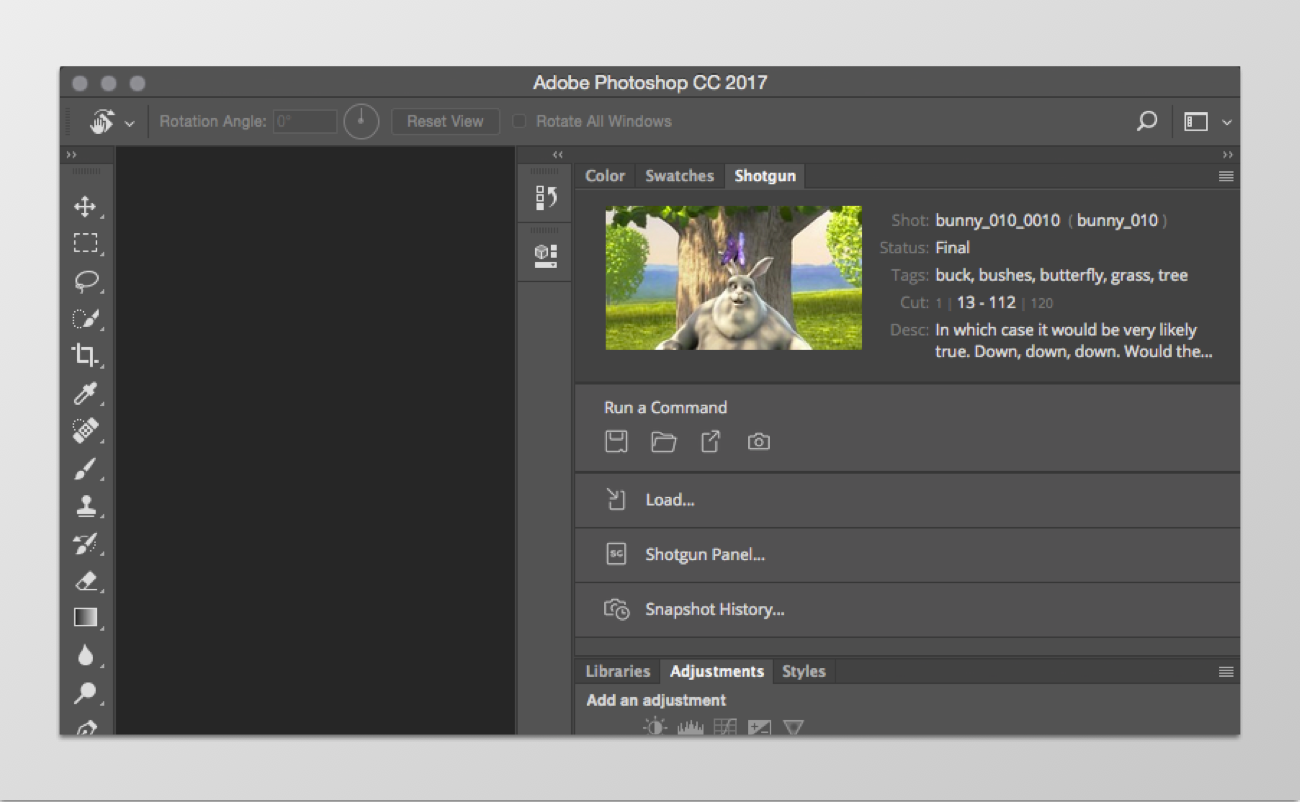 Adobe Photoshop CC 2017
Rotation Angle: 0° Reset View Rotate All Windows
Color Swatches Shotgun
Shot: bunny_010_0010 ( bunny_010 )
Status: Final
Tags: buck, bushes, butterfly, grass, tree
Cut: 1 | 13 - 112 | 120
Desc: In which case it would be very likely
true. Down, down, down. Would the...
Run a Command
Load...
SG Shotgun Panel...
Snapshot History...
Libraries Adjustments Styles
Add an adjustment